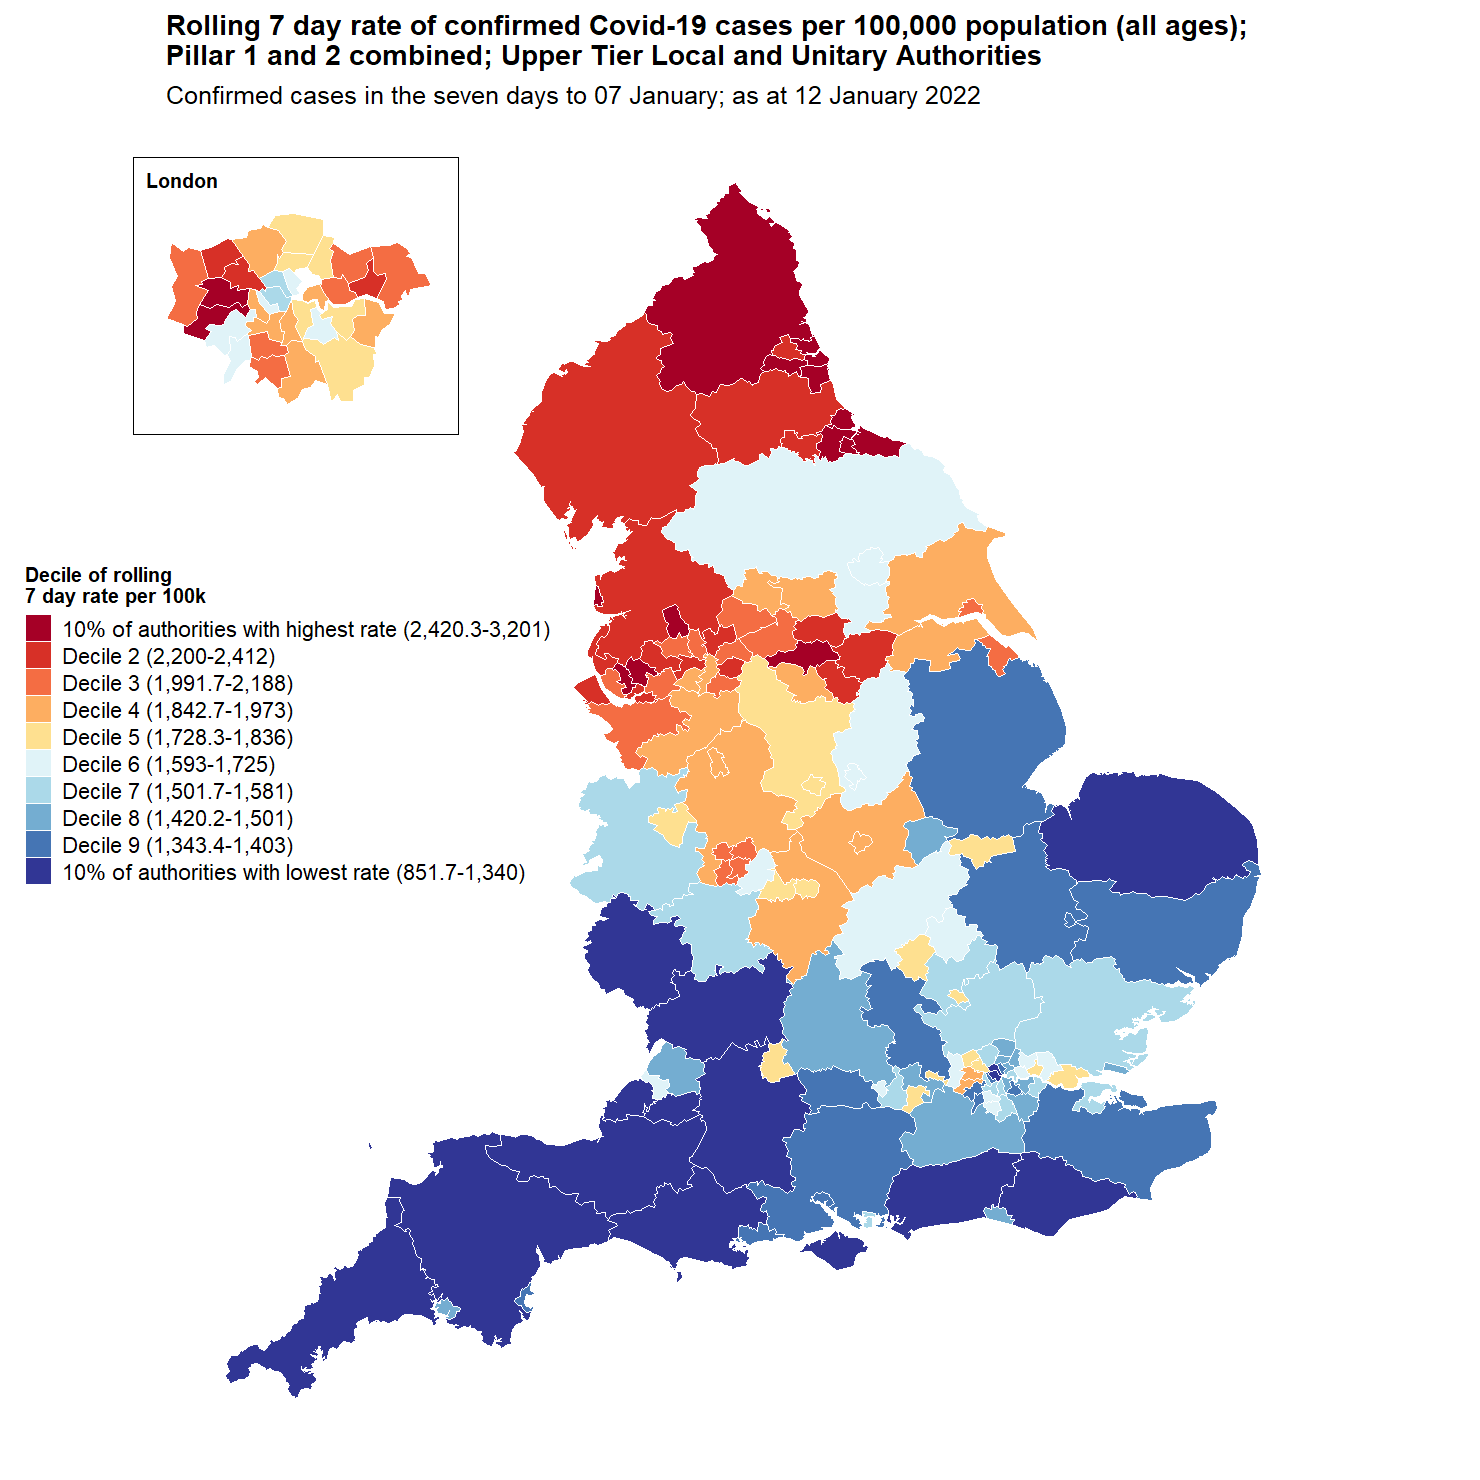 Rolling 7 day rate of confirmed Covid-19 cases per 100,000 population (all ages);
Pillar 1 and 2 combined; Upper Tier Local and Unitary Authorities
Confirmed cases in the seven days to 07 January; as at 12 January 2022
London
Decile of rolling
7 day rate per 100k
10% of authorities with highest rate (2,420.3-3,201)
Decile 2 (2,200-2,412)
Decile 3 (1,991.7-2,188)
Decile 4 (1,842.7-1,973)
Decile 5 (1,728.3-1,836)
Decile 6 (1,593-1,725)
Decile 7 (1,501.7-1,581)
Decile 8 (1,420.2-1,501)
Decile 9 (1,343.4-1,403)
10% of authorities with lowest rate (851.7-1,340)